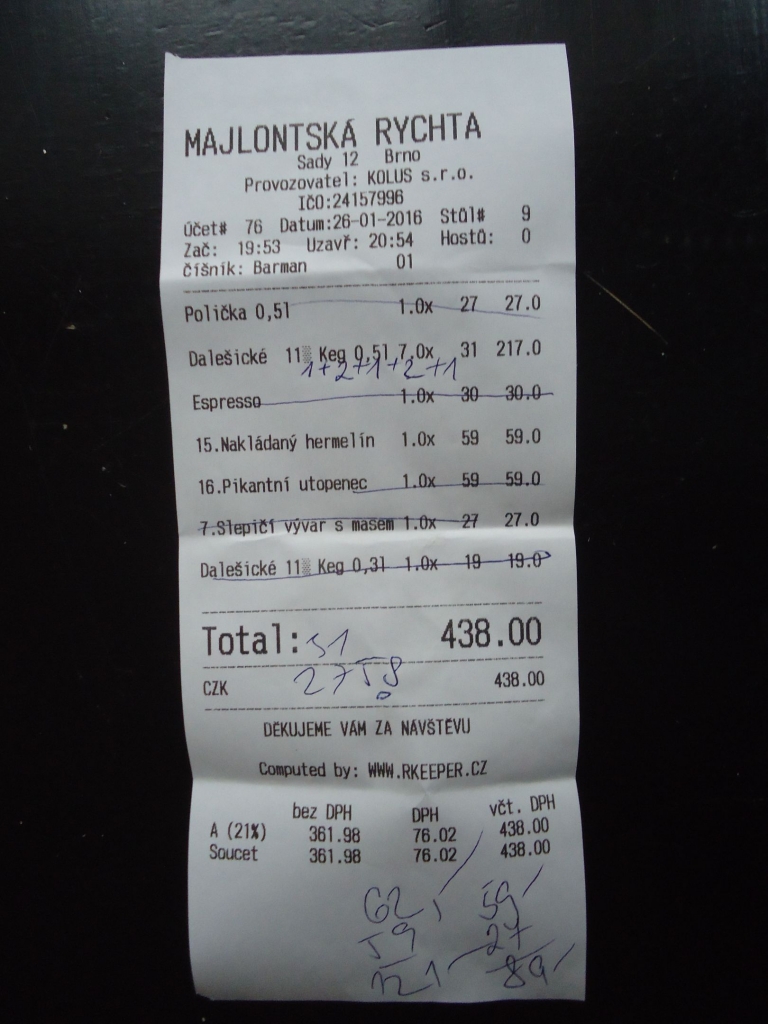 MAJLONTSKÁ RYCHTA
Sady 12 Brno
Provozovatel: KOLUS s.r.o.
IČO:24157996
Účet# 76 Datum:26-01-2016 Stůl# 9
Zač: 19:53 Uzavř: 20:54 Hostů: 0
Číšník: Barman 01
Polička 0,5l 1.0x 27 27.0
Dalešické 11 Keg 0,5l 7.0x 31 217.0
1+2+1+2+1
Espresso 1.0x 30 30.0
15.Nakládaný hermelín 1.0x 59 59.0
16.Pikantní utopenec 1.0x 59 59.0
7.Slepičí vývar s masem 1.0x 27 27.0
Dalešické 11 Keg 0,3l 1.0x 19 19.0
Total: 438.00
CZK 438.00
DĚKUJEME VÁM ZA NÁVŠTĚVU
Computed by: WWW.RKEEPER.CZ
bez DPH DPH včt. DPH
A (21%) 361.98 76.02 438.00
Soucet 361.98 76.02 438.00
62 59
59 27
121 89